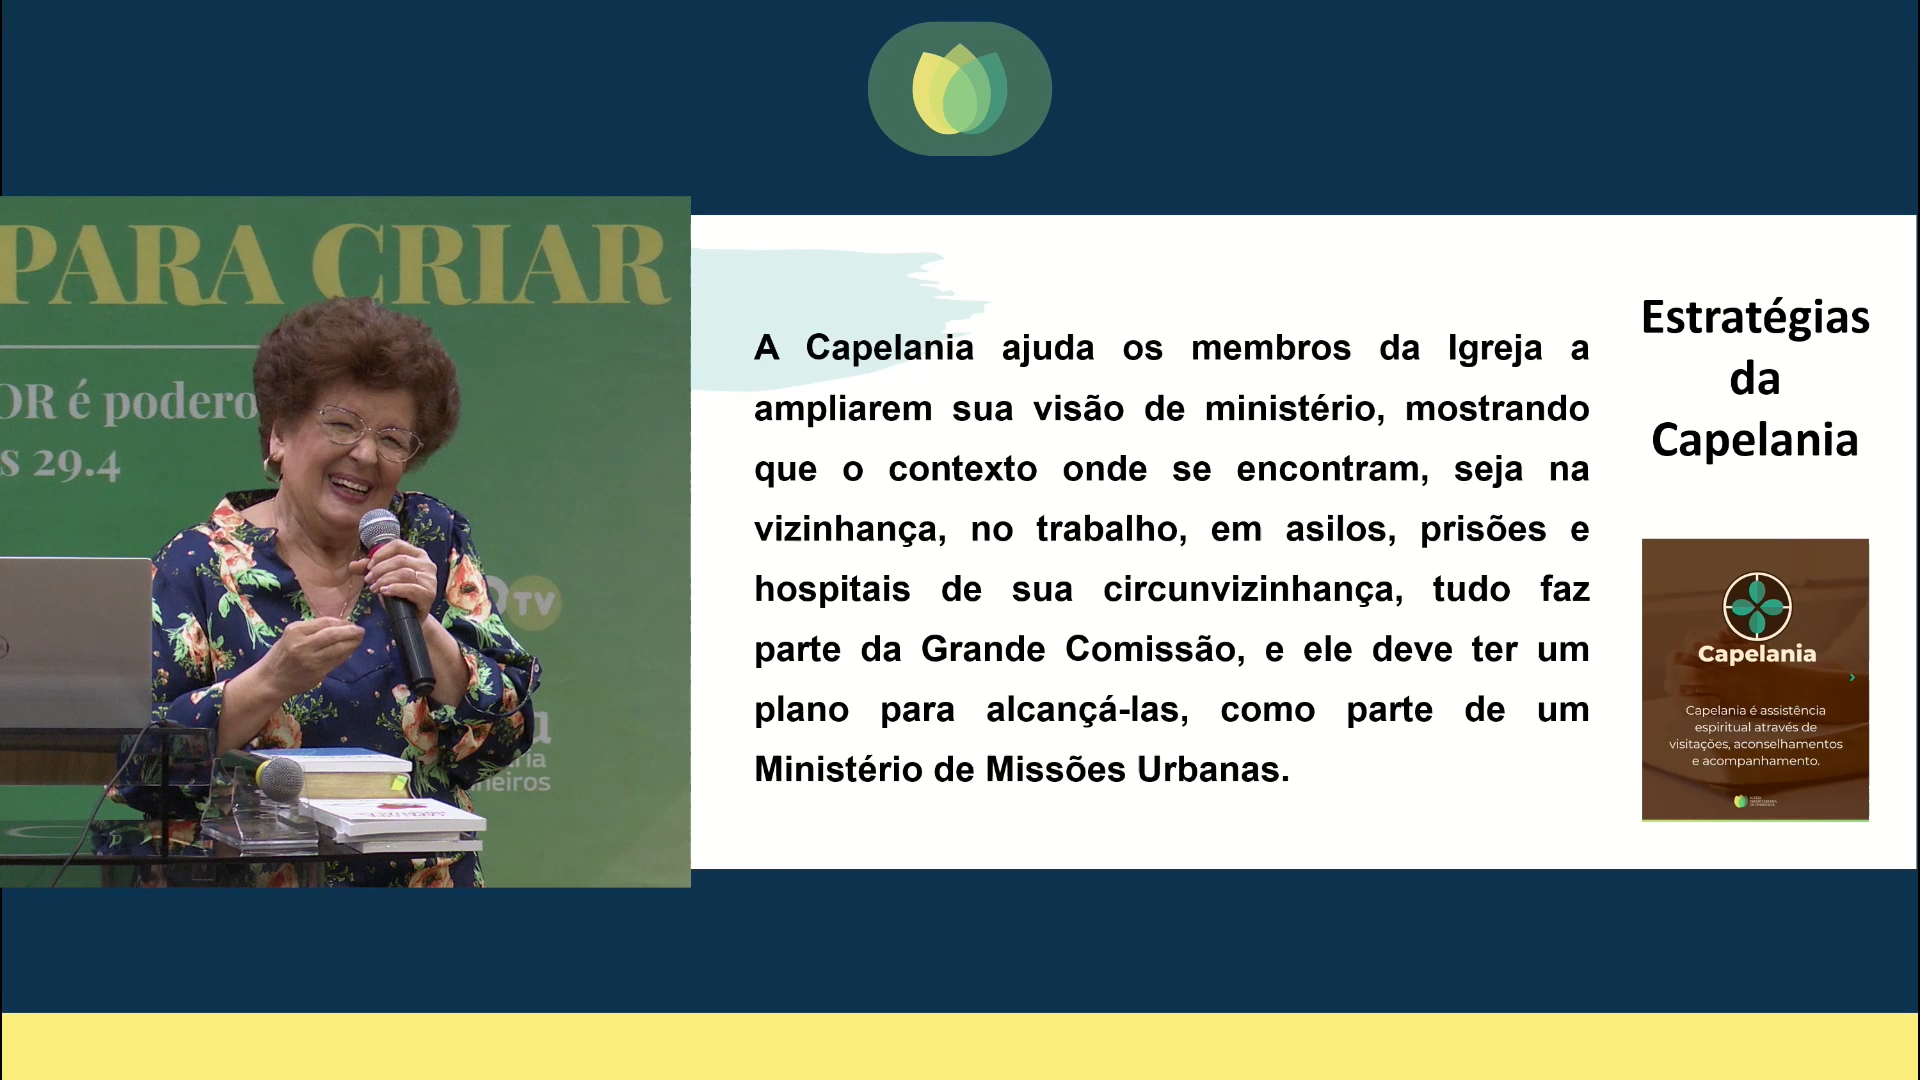 PARA CRIAR
OR é podero
s 29.4
TV
A Capelania ajuda os membros da Igreja a
ampliarem sua visão de ministério, mostrando
que o contexto onde se encontram, seja na
vizinhança, no trabalho, em asilos, prisões e
hospitais de sua circunvizinhança, tudo faz
parte da Grande Comissão, e ele deve ter um
plano para alcançá-las, como parte de um
Ministério de Missões Urbanas.
Estratégias
da
Capelania
Capelania
Capelania é assistência
espiritual através de
visitações, aconselhamentos
e acompanhamento.